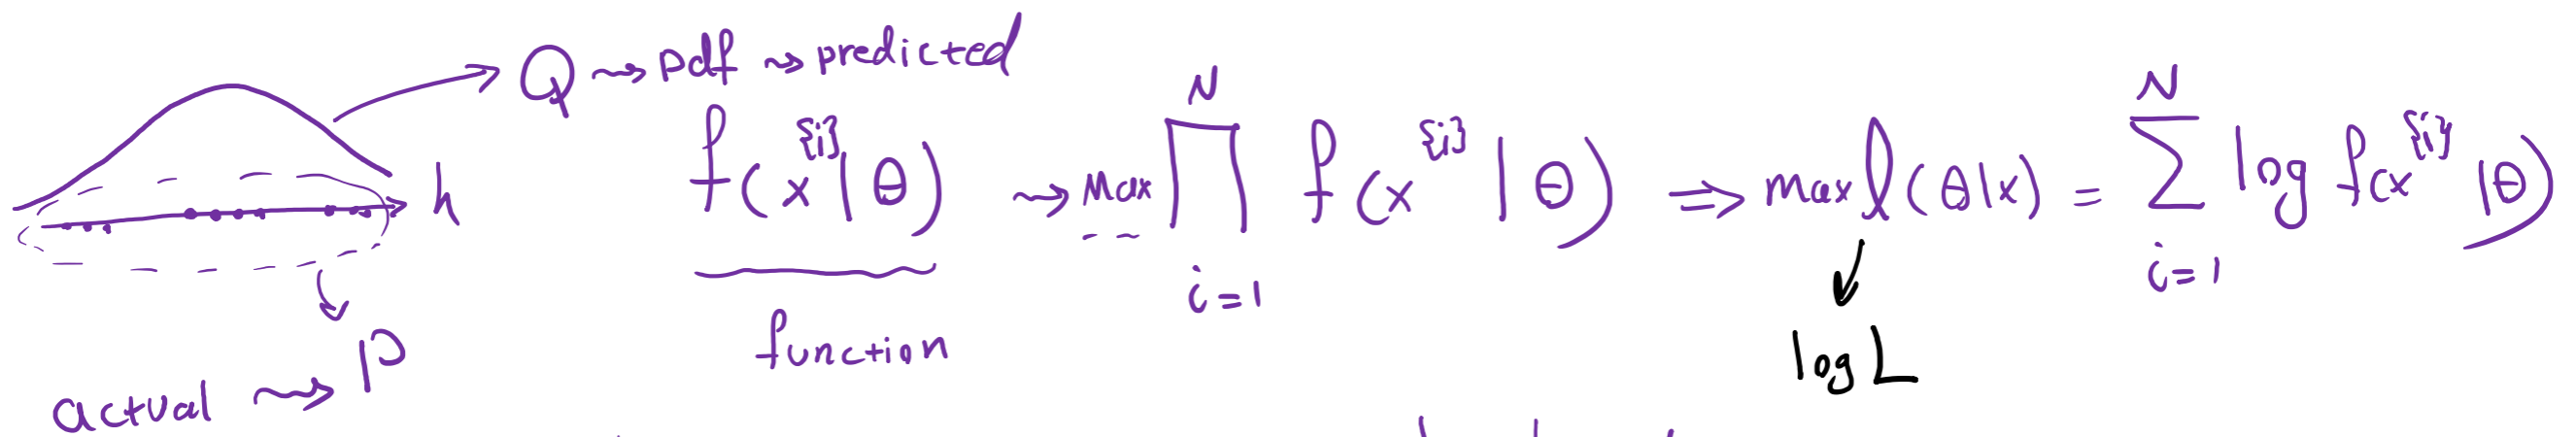 Q ⇝ pdf ⇝ predicted
h
f(x^{i}|θ) ⇝ Max ∏_{i=1}^{N} f(x^{i}|θ) ⇒ max ℓ(θ|x) = ∑_{i=1}^{N} log f(x^{i}|θ)
function
log L
actual ⇝ P